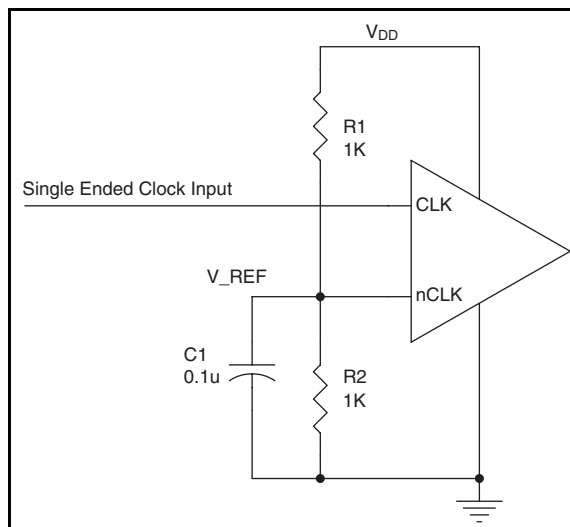 V_DD
R1
1K
Single Ended Clock Input
CLK
V_REF
nCLK
C1
0.1u
R2
1K